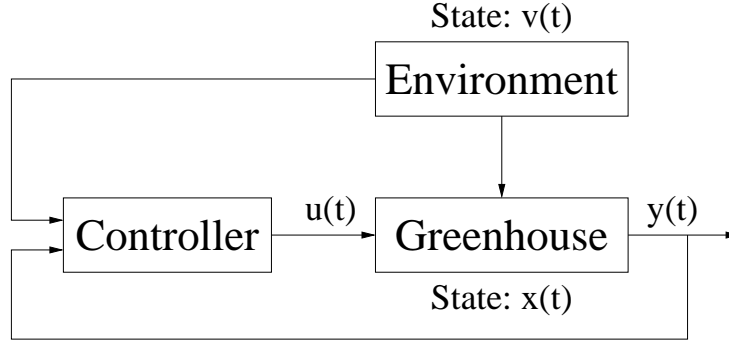 State: v(t)
Environment
Controller
u(t)
Greenhouse
y(t)
State: x(t)